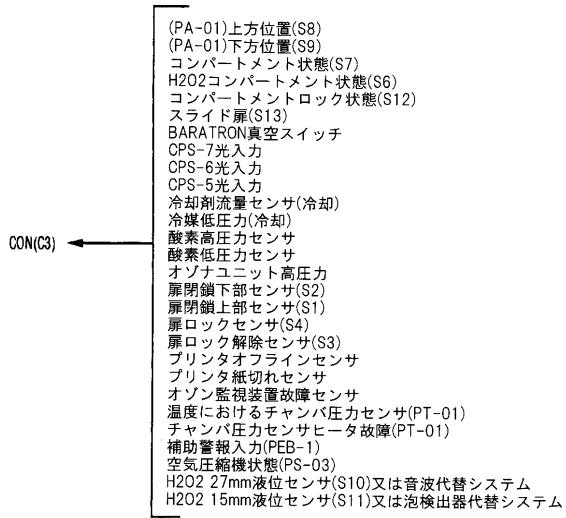 (PA-01)上方位置(S8)
(PA-01)下方位置(S9)
コンパートメント状態(S7)
H2O2コンパートメント状態(S6)
コンパートメントロック状態(S12)
スライド扉(S13)
BARATRON真空スイッチ
CPS-7光入力
CPS-6光入力
CPS-5光入力
冷却剤流量センサ(冷却)
冷媒低圧力(冷却)
CON(C3)
酸素高圧力センサ
酸素低圧力センサ
オゾナユニット高圧力
扉閉鎖下部センサ(S2)
扉閉鎖上部センサ(S1)
扉ロックセンサ(S4)
扉ロック解除センサ(S3)
プリンタオフラインセンサ
プリンタ紙切れセンサ
オゾン監視装置故障センサ
温度におけるチャンバ圧力センサ(PT-01)
チャンバ圧力センサヒータ故障(PT-01)
補助警報入力(PEB-1)
空気圧縮機状態(PS-03)
H2O2 27mm液位センサ(S10)又は音波代替システム
H2O2 15mm液位センサ(S11)又は泡検出器代替システム